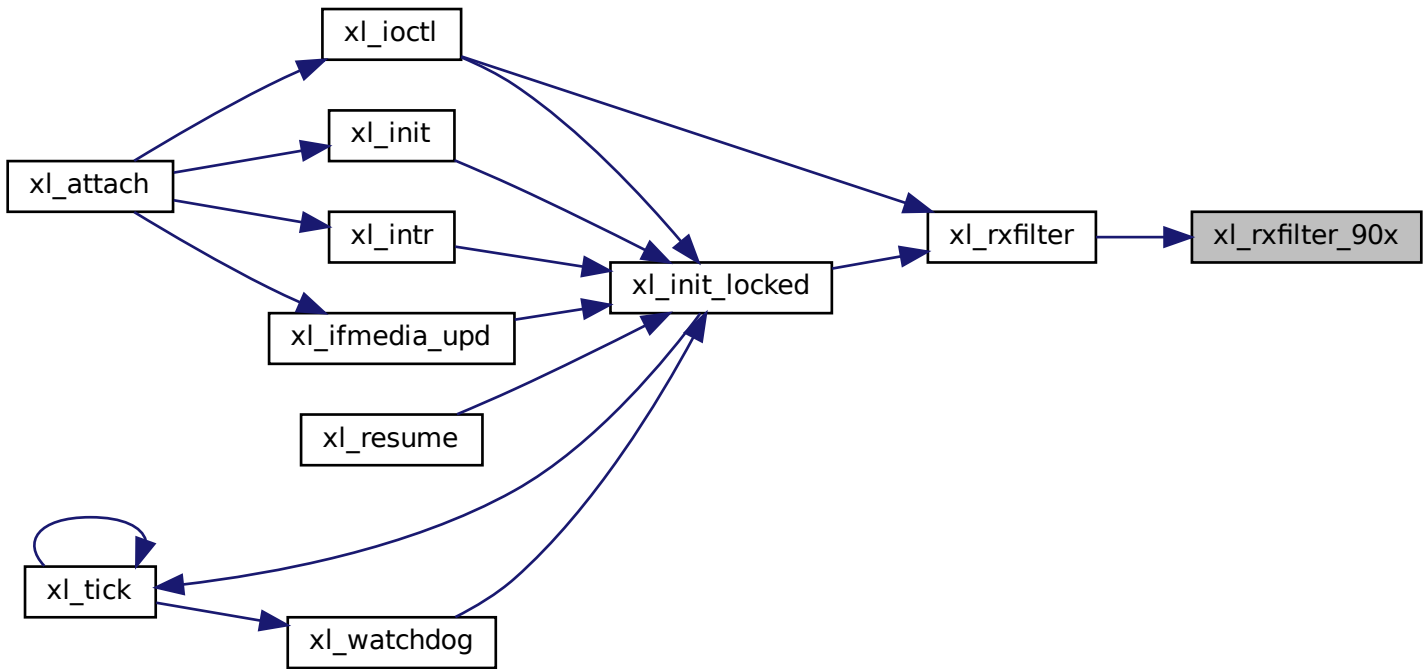 xl_ioctl
xl_init
xl_attach
xl_intr
xl_rxfilter
xl_rxfilter_90x
xl_init_locked
xl_ifmedia_upd
xl_resume
xl_tick
xl_watchdog